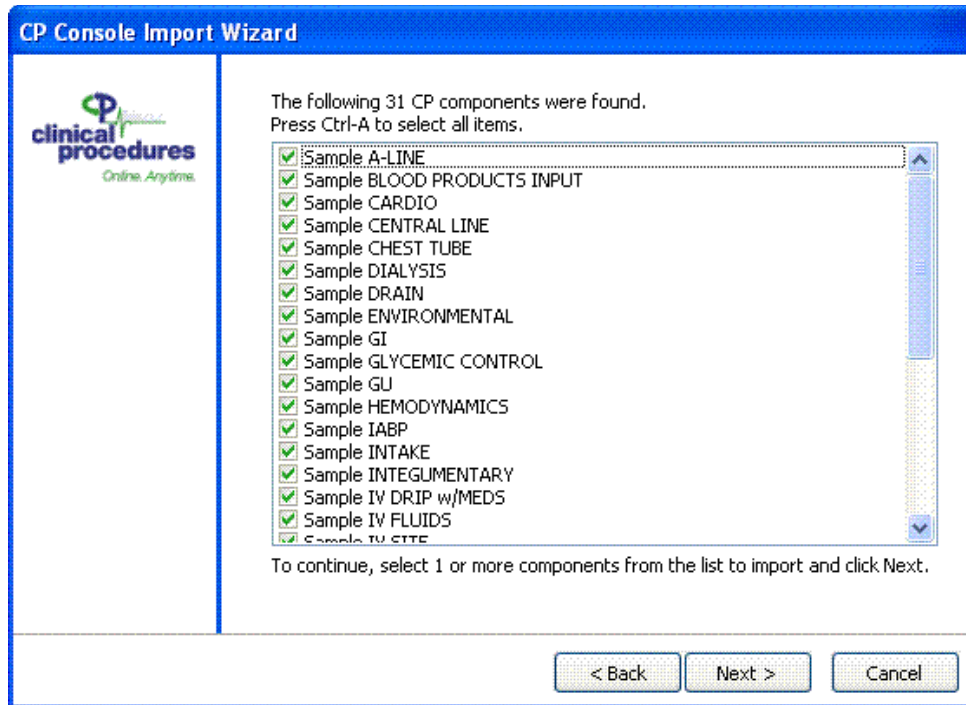 CP Console Import Wizard
CP
clinical
procedures
Online. Anytime.
The following 31 CP components were found.
Press Ctrl-A to select all items.
Sample A-LINE
Sample BLOOD PRODUCTS INPUT
Sample CARDIO
Sample CENTRAL LINE
Sample CHEST TUBE
Sample DIALYSIS
Sample DRAIN
Sample ENVIRONMENTAL
Sample GI
Sample GLYCEMIC CONTROL
Sample GU
Sample HEMODYNAMICS
Sample IABP
Sample INTAKE
Sample INTEGUMENTARY
Sample IV DRIP w/MEDS
Sample IV FLUIDS
Sample IV SITE
To continue, select 1 or more components from the list to import and click Next.
< Back
Next >
Cancel